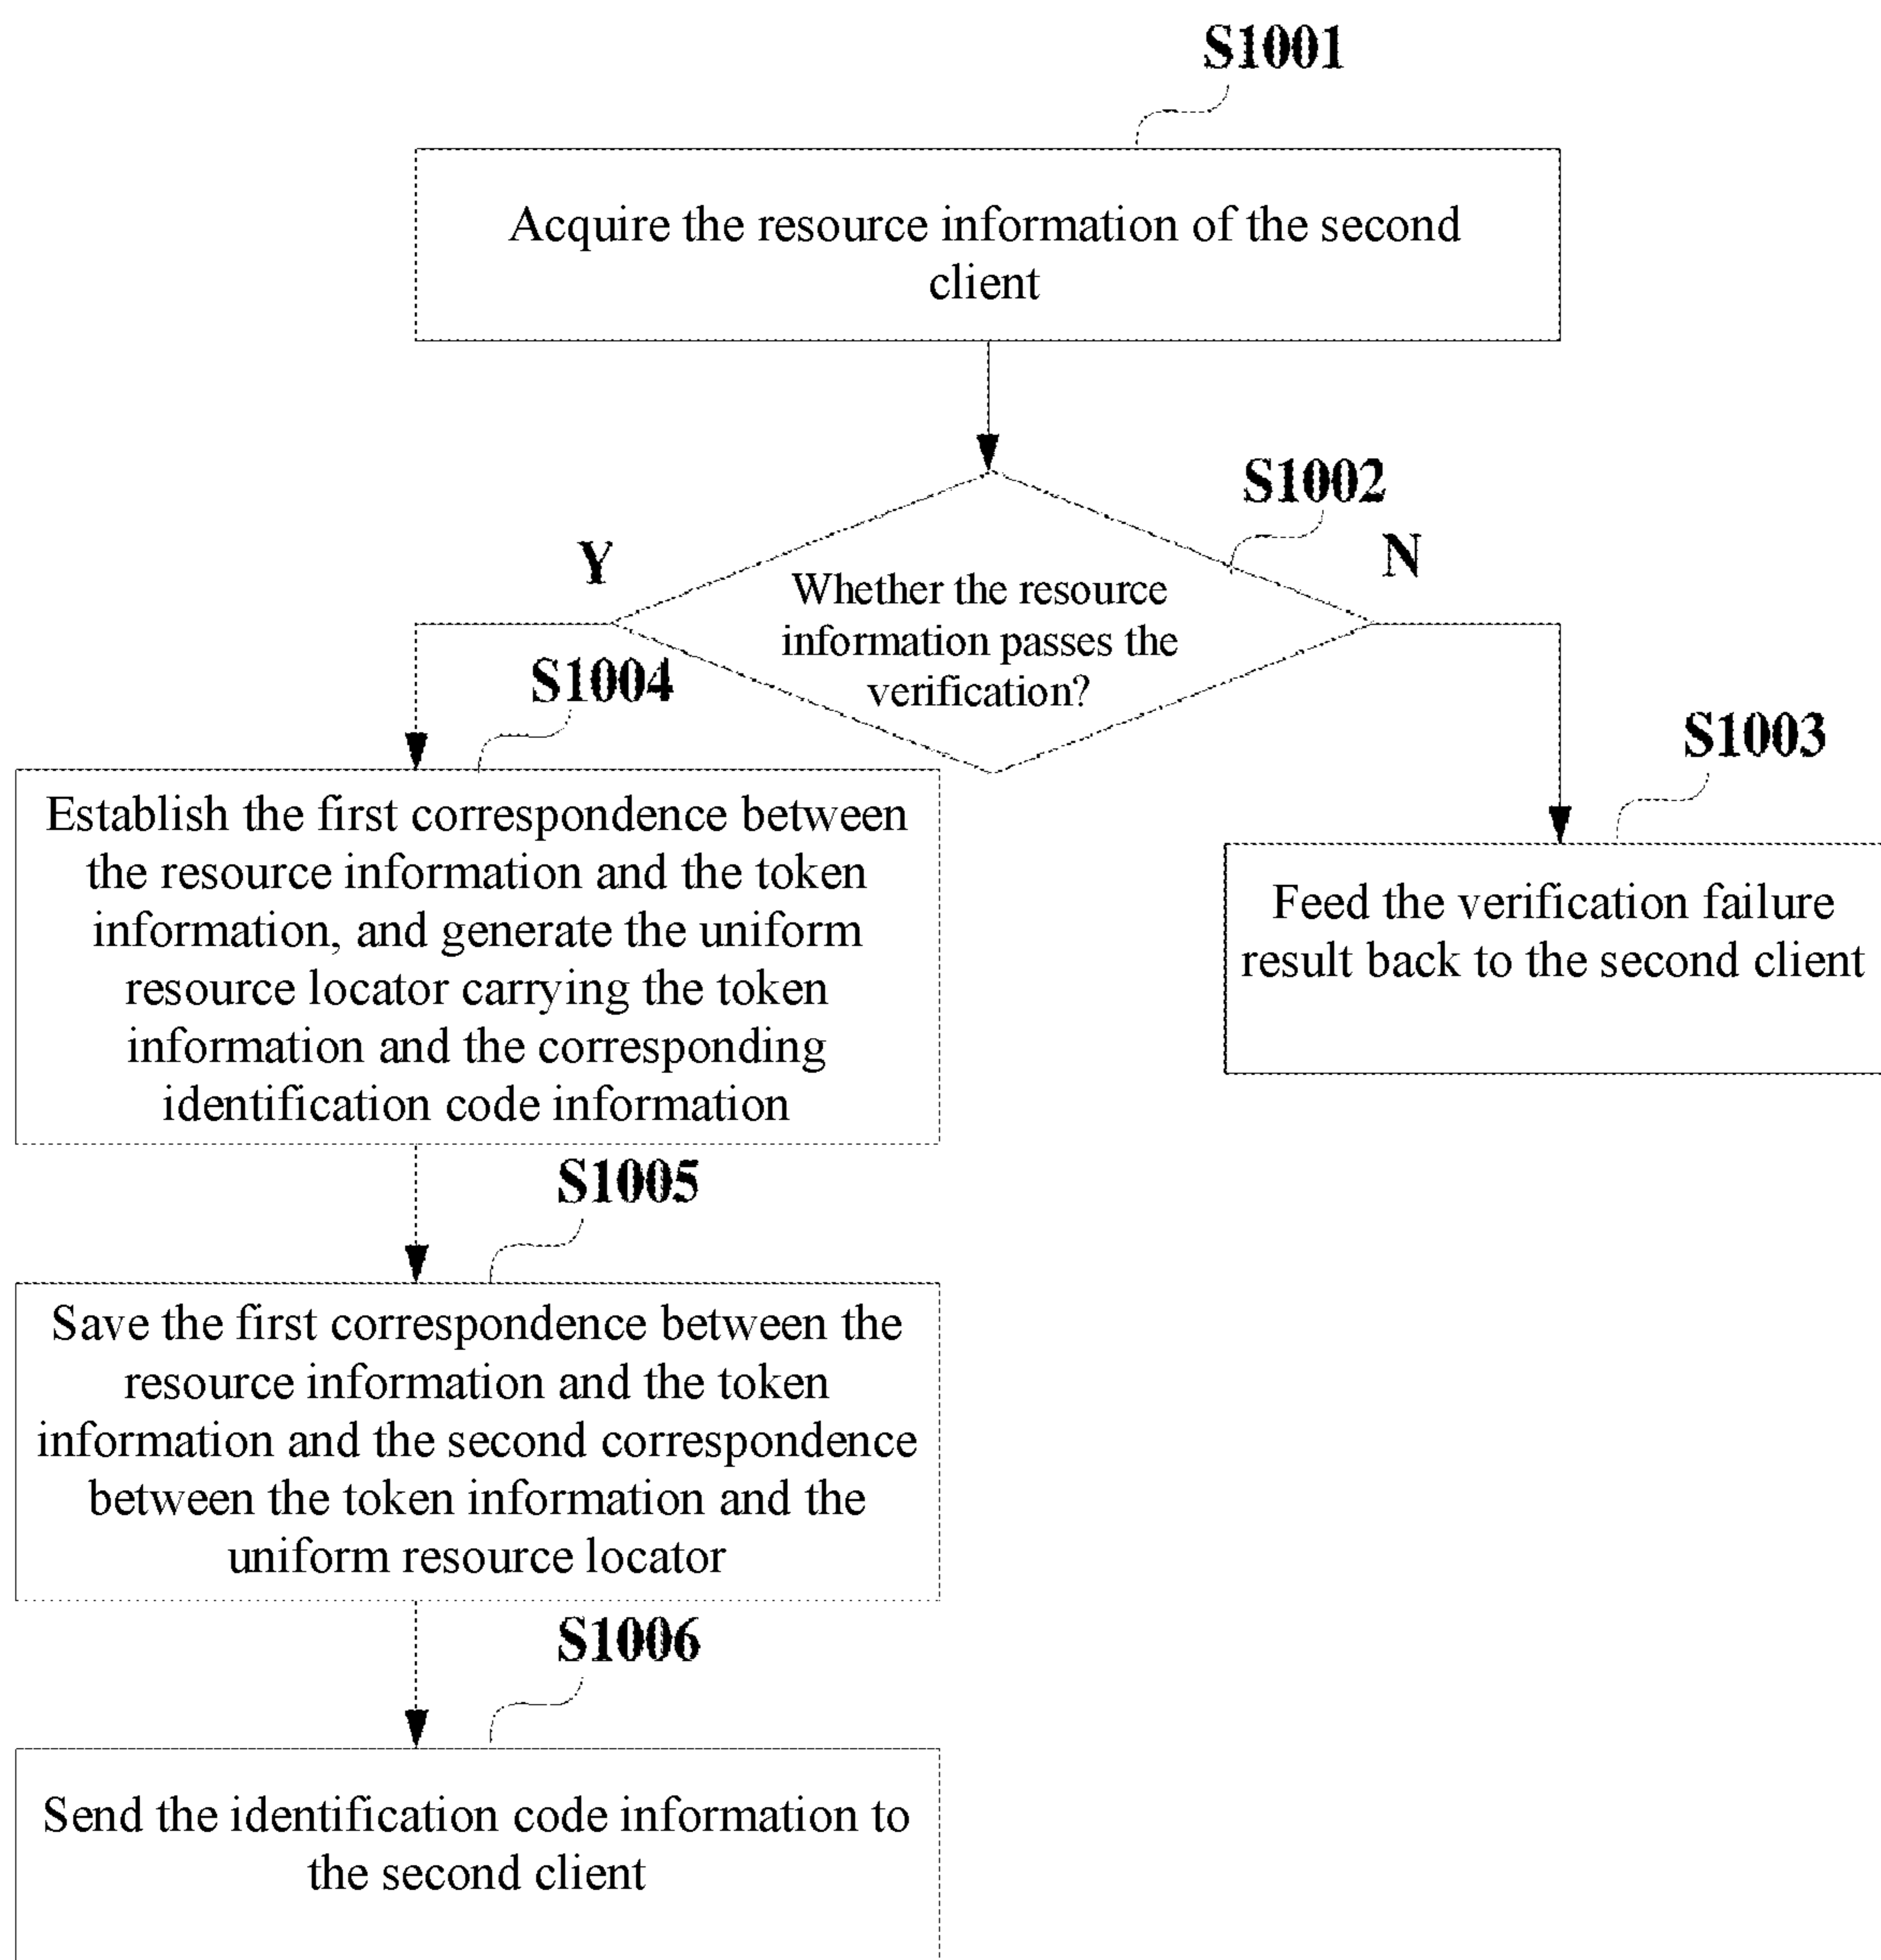 S1001
Acquire the resource information of the second
client
S1002
Y
N
Whether the resource
information passes the
verification?
S1004
S1003
Establish the first correspondence between
the resource information and the token
information, and generate the uniform
resource locator carrying the token
information and the corresponding
identification code information
Feed the verification failure
result back to the second client
S1005
Save the first correspondence between the
resource information and the token
information and the second correspondence
between the token information and the
uniform resource locator
S1006
Send the identification code information to
the second client